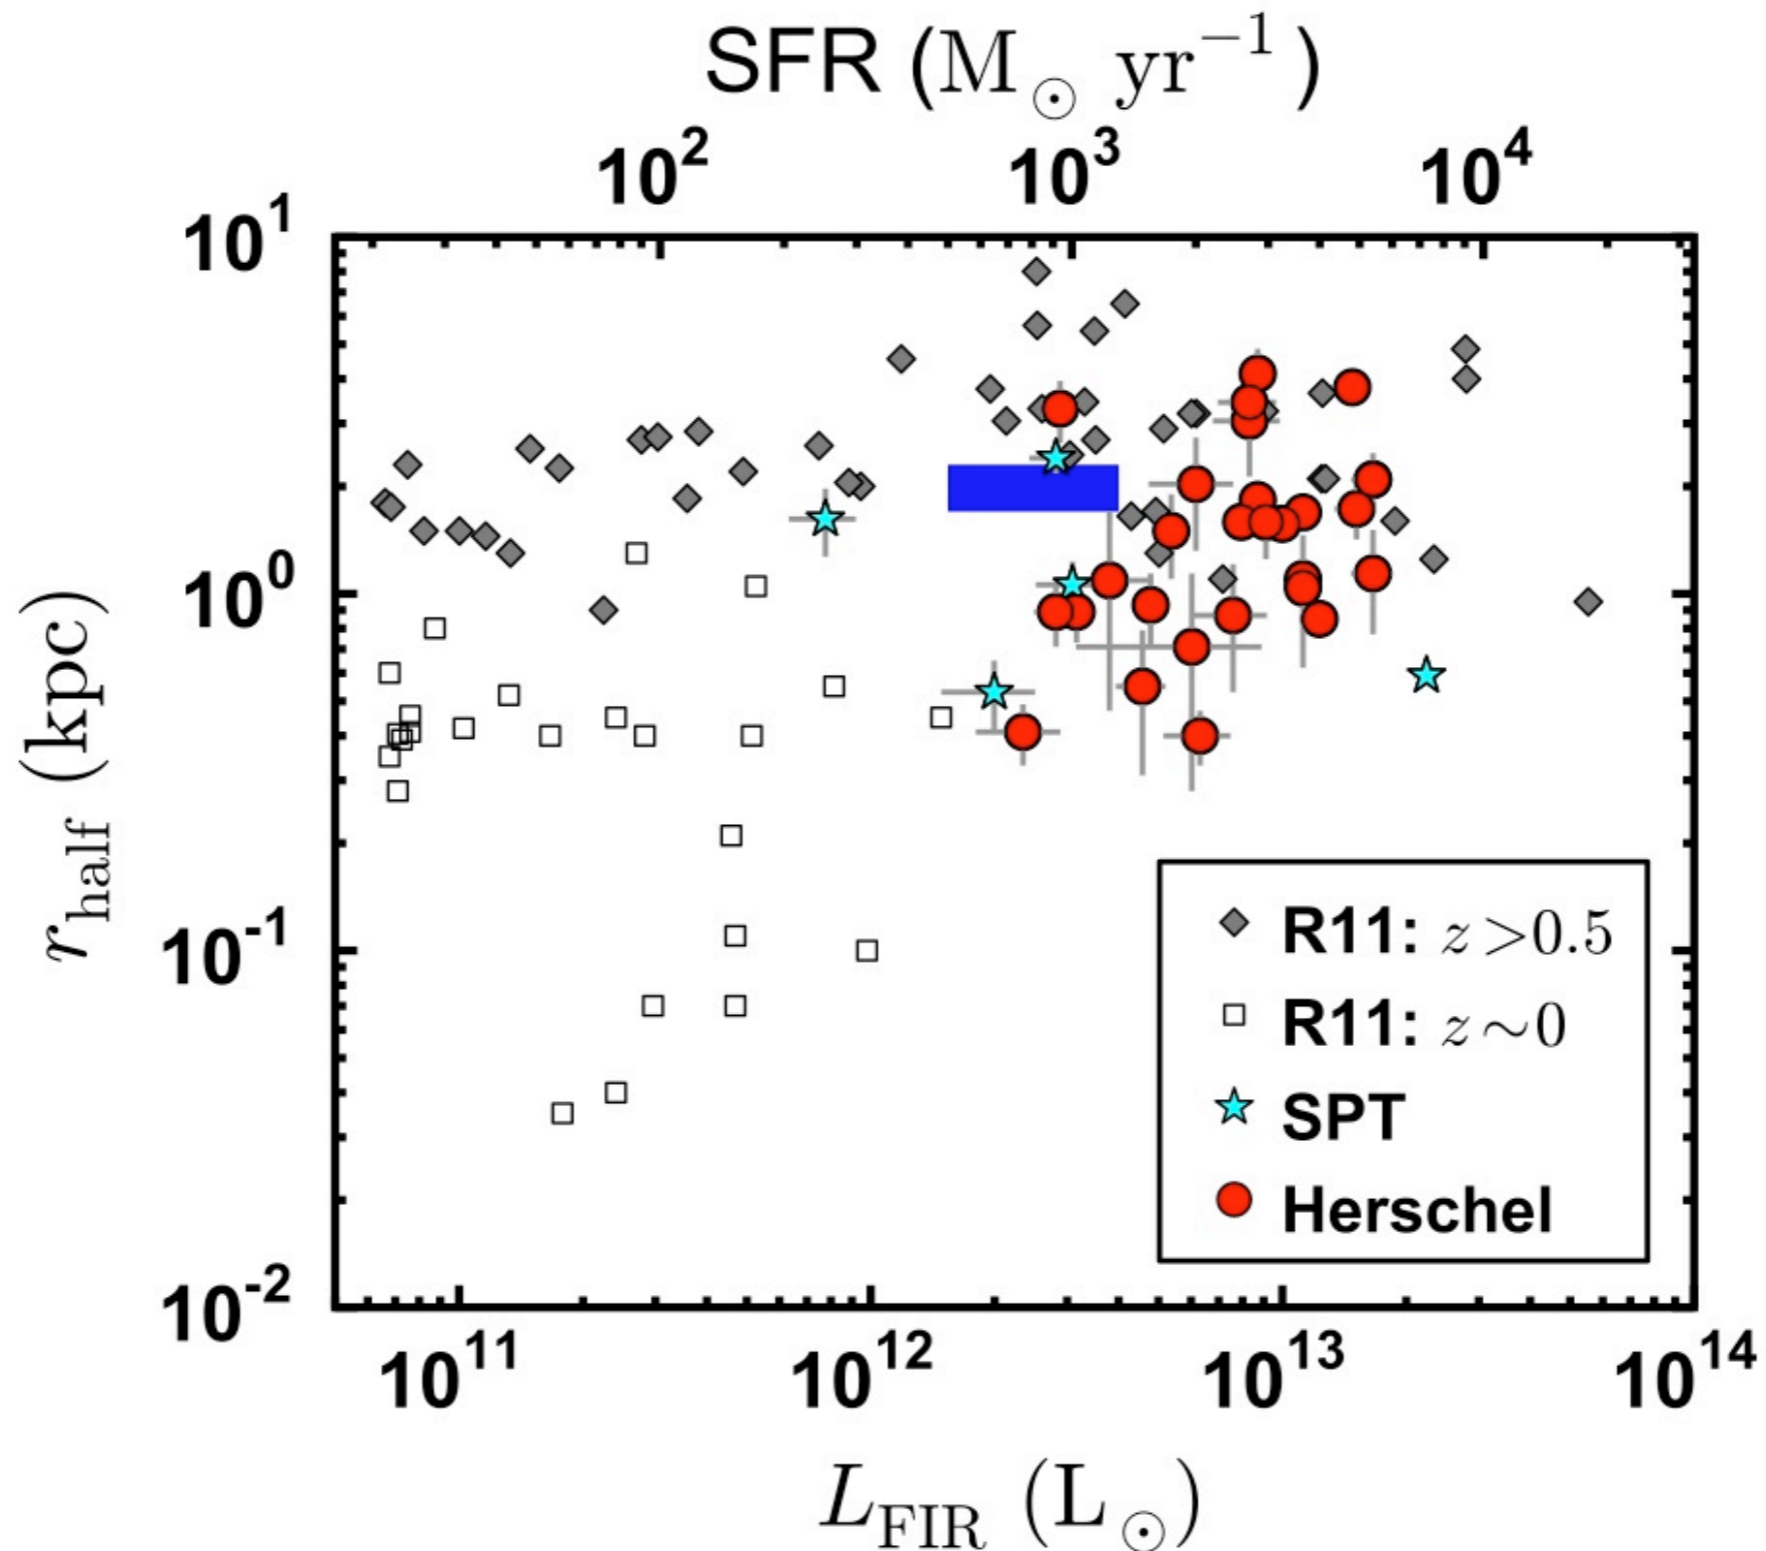 SFR (M⊙ yr⁻¹)
10² 10³ 10⁴
10¹
10⁰
10⁻¹
10⁻²
r_half (kpc)
R11: z >0.5
R11: z ∼0
SPT
Herschel
10¹¹ 10¹² 10¹³ 10¹⁴
L_FIR (L⊙)